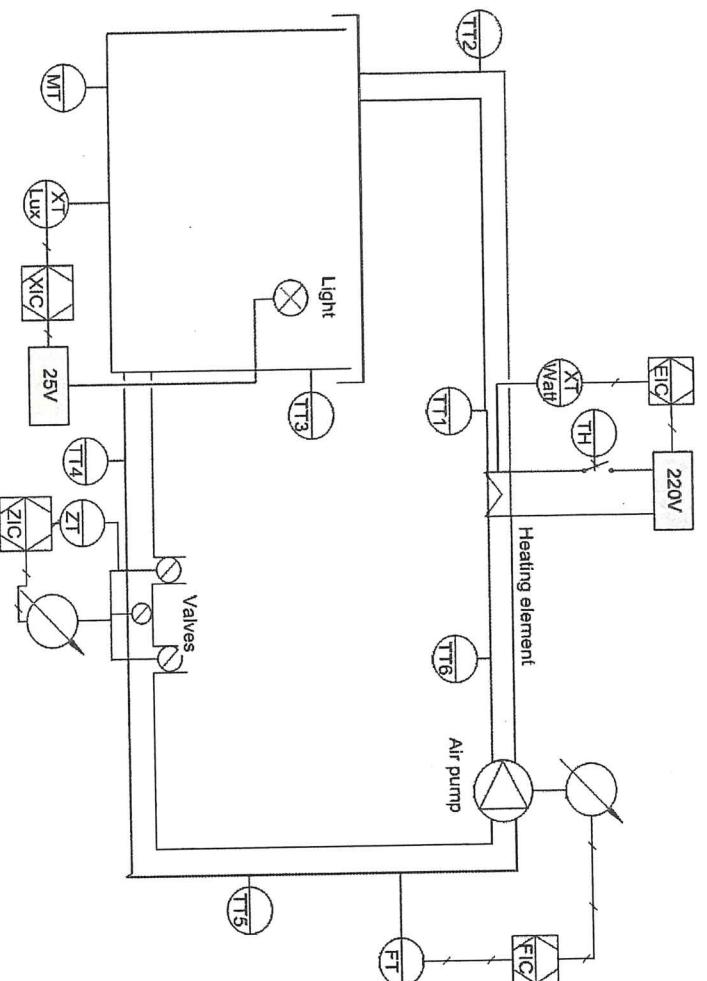 EIC
220V
TH
XT
Watt
FIC
Heating element
TT2
TT1
TT6
Air pump
FT
Light
TT3
TT5
Valves
MT
XT
Lux
XIC
25V
TT4
ZT
ZIC